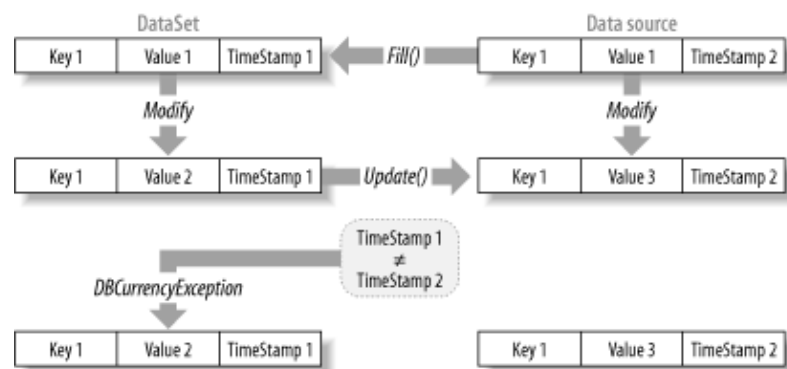 DataSet
Data source
Key 1 Value 1 TimeStamp 1
Fill()
Key 1 Value 1 TimeStamp 2
Modify
Modify
Key 1 Value 2 TimeStamp 1
Update()
Key 1 Value 3 TimeStamp 2
TimeStamp 1
≠
TimeStamp 2
DBCurrencyException
Key 1 Value 2 TimeStamp 1
Key 1 Value 3 TimeStamp 2